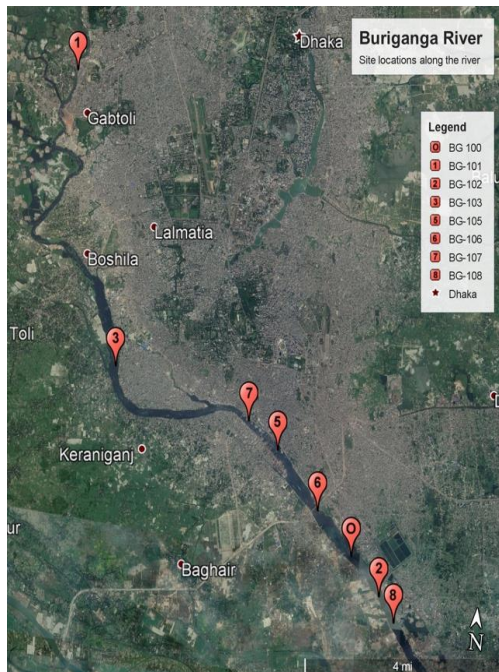 Buriganga River
Site locations along the river
Legend
O BG 100
1 BG-101
2 BG-102
3 BG-103
5 BG-105
6 BG-106
7 BG-107
8 BG-108
Dhaka
1
Dhaka
Gabtoli
Lalmatia
Boshila
Toli
3
7
5
Keraniganj
6
O
ur
Baghair
2
8
N
4 mi